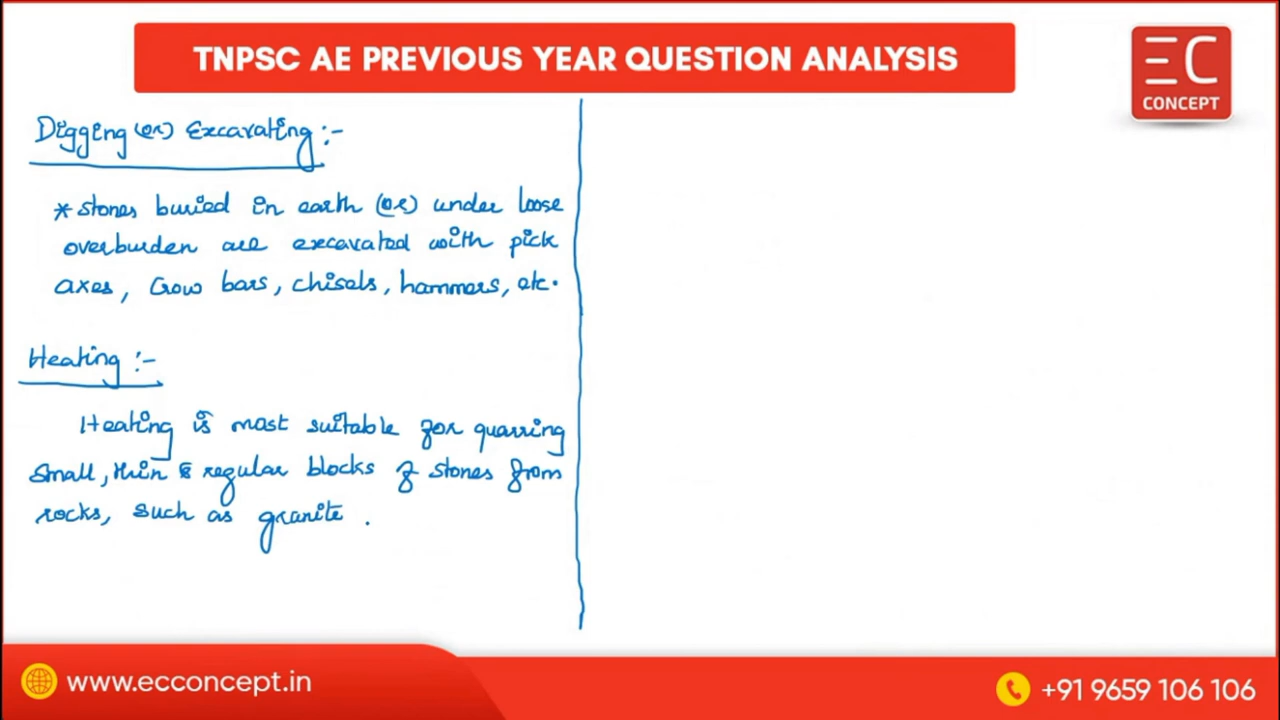 TNPSC AE PREVIOUS YEAR QUESTION ANALYSIS
EC
CONCEPT
Digging (or) Excavating :-
* Stones buried in earth (or) under loose
overburden are excavated with pick
axes, Crow bars, chisels, hammers, etc.
Heating :-
Heating is most suitable for quarring
small, thin & regular blocks of stones from
rocks, such as granite .
www.ecconcept.in
+91 9659 106 106